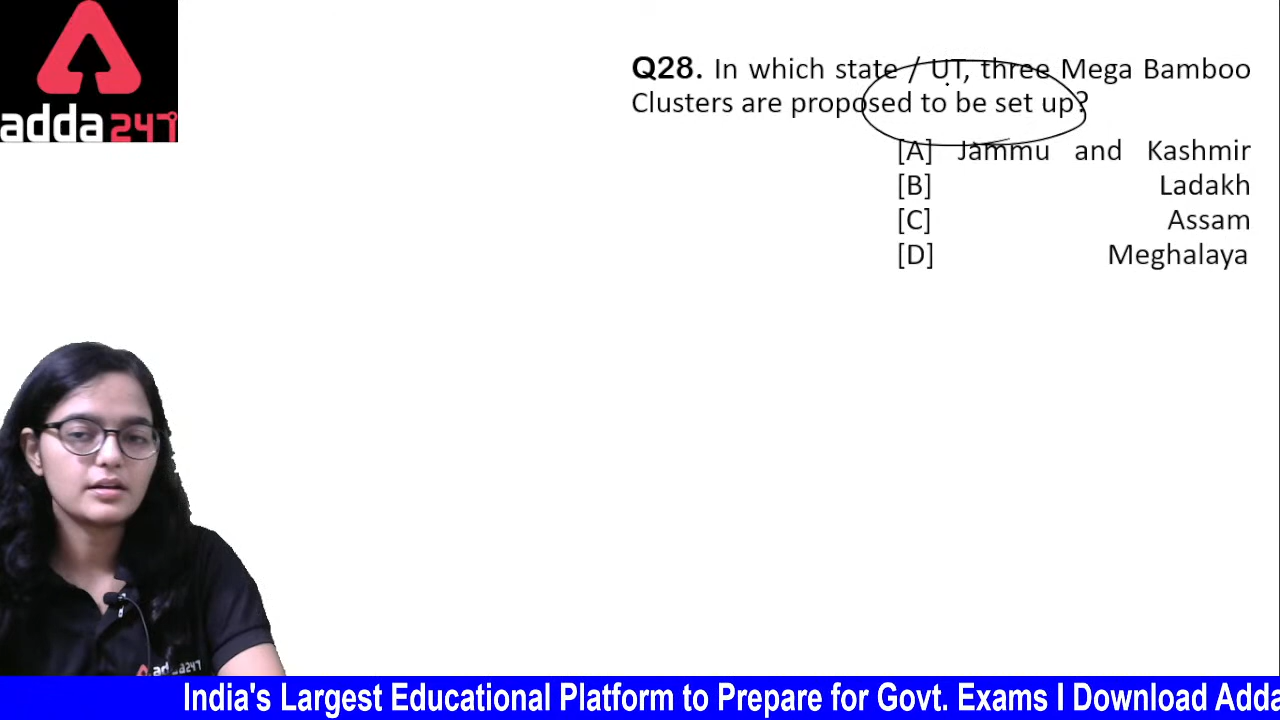 adda247
Q28. In which state / UT, three Mega Bamboo
Clusters are proposed to be set up?
[A] Jammu and Kashmir
[B] Ladakh
[C] Assam
[D] Meghalaya
adda247
India's Largest Educational Platform to Prepare for Govt. Exams I Download Adda